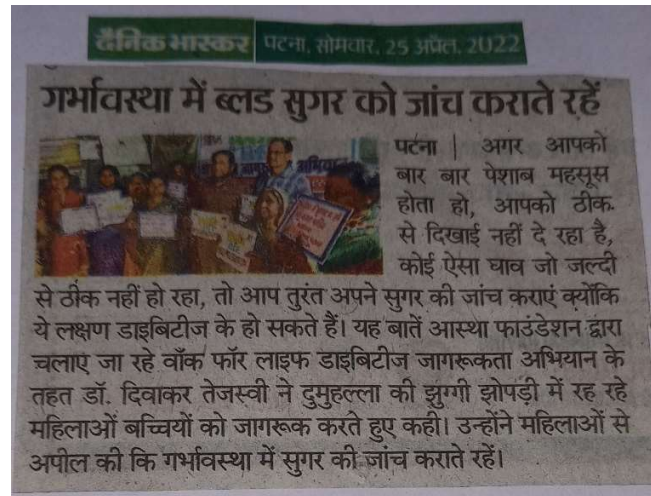 दैनिक भास्कर पटना, सोमवार, 25 अप्रैल, 2022
गर्भावस्था में ब्लड सुगर को जांच कराते रहें
पटना | अगर आपको
बार बार पेशाब महसूस
होता हो, आपको ठीक
से दिखाई नहीं दे रहा है,
कोई ऐसा घाव जो जल्दी
से ठीक नहीं हो रहा, तो आप तुरंत अपने सुगर की जांच कराएं क्योंकि
ये लक्षण डाइबिटीज के हो सकते हैं। यह बातें आस्था फाउंडेशन द्वारा
चलाए जा रहे वॉक फॉर लाइफ डाइबिटीज जागरूकता अभियान के
तहत डॉ. दिवाकर तेजस्वी ने दुमुहल्ला की झुग्गी झोपड़ी में रह रहे
महिलाओं बच्चियों को जागरूक करते हुए कही। उन्होंने महिलाओं से
अपील की कि गर्भावस्था में सुगर की जांच कराते रहें।